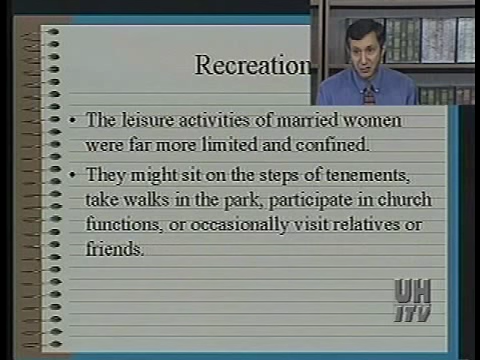 Recreation
• The leisure activities of married women
were far more limited and confined.
• They might sit on the steps of tenements,
take walks in the park, participate in church
functions, or occasionally visit relatives or
friends.
UH
ITV